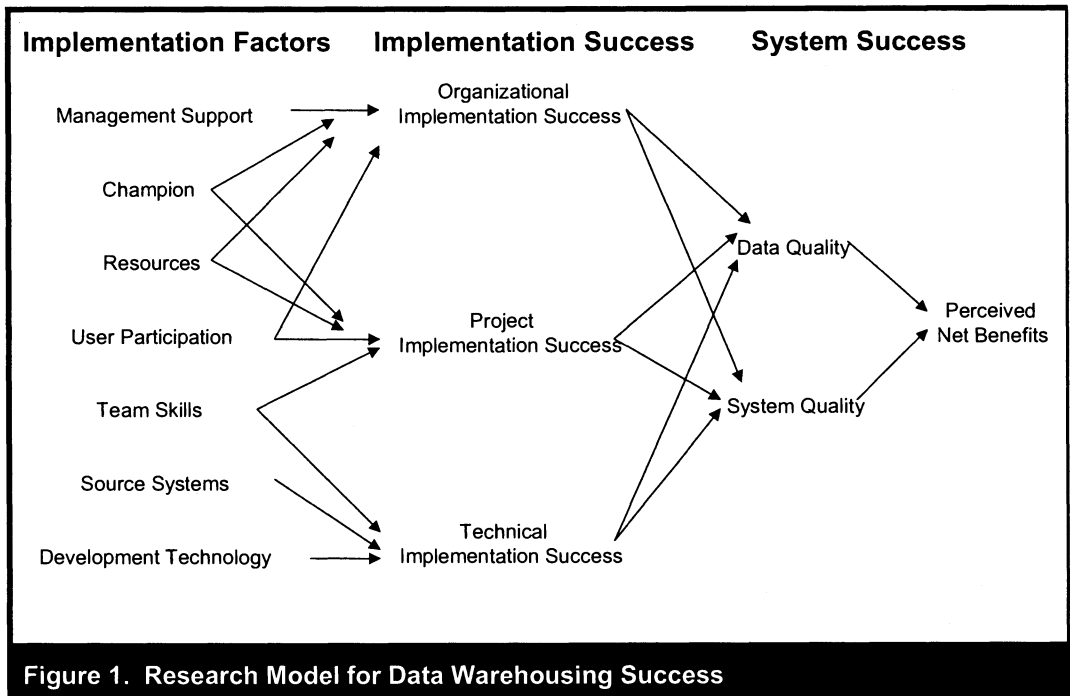 Implementation Factors
Implementation Success
System Success
Management Support
Champion
Resources
User Participation
Team Skills
Source Systems
Development Technology
Organizational
Implementation Success
Project
Implementation Success
Technical
Implementation Success
Data Quality
System Quality
Perceived
Net Benefits
Figure 1. Research Model for Data Warehousing Success